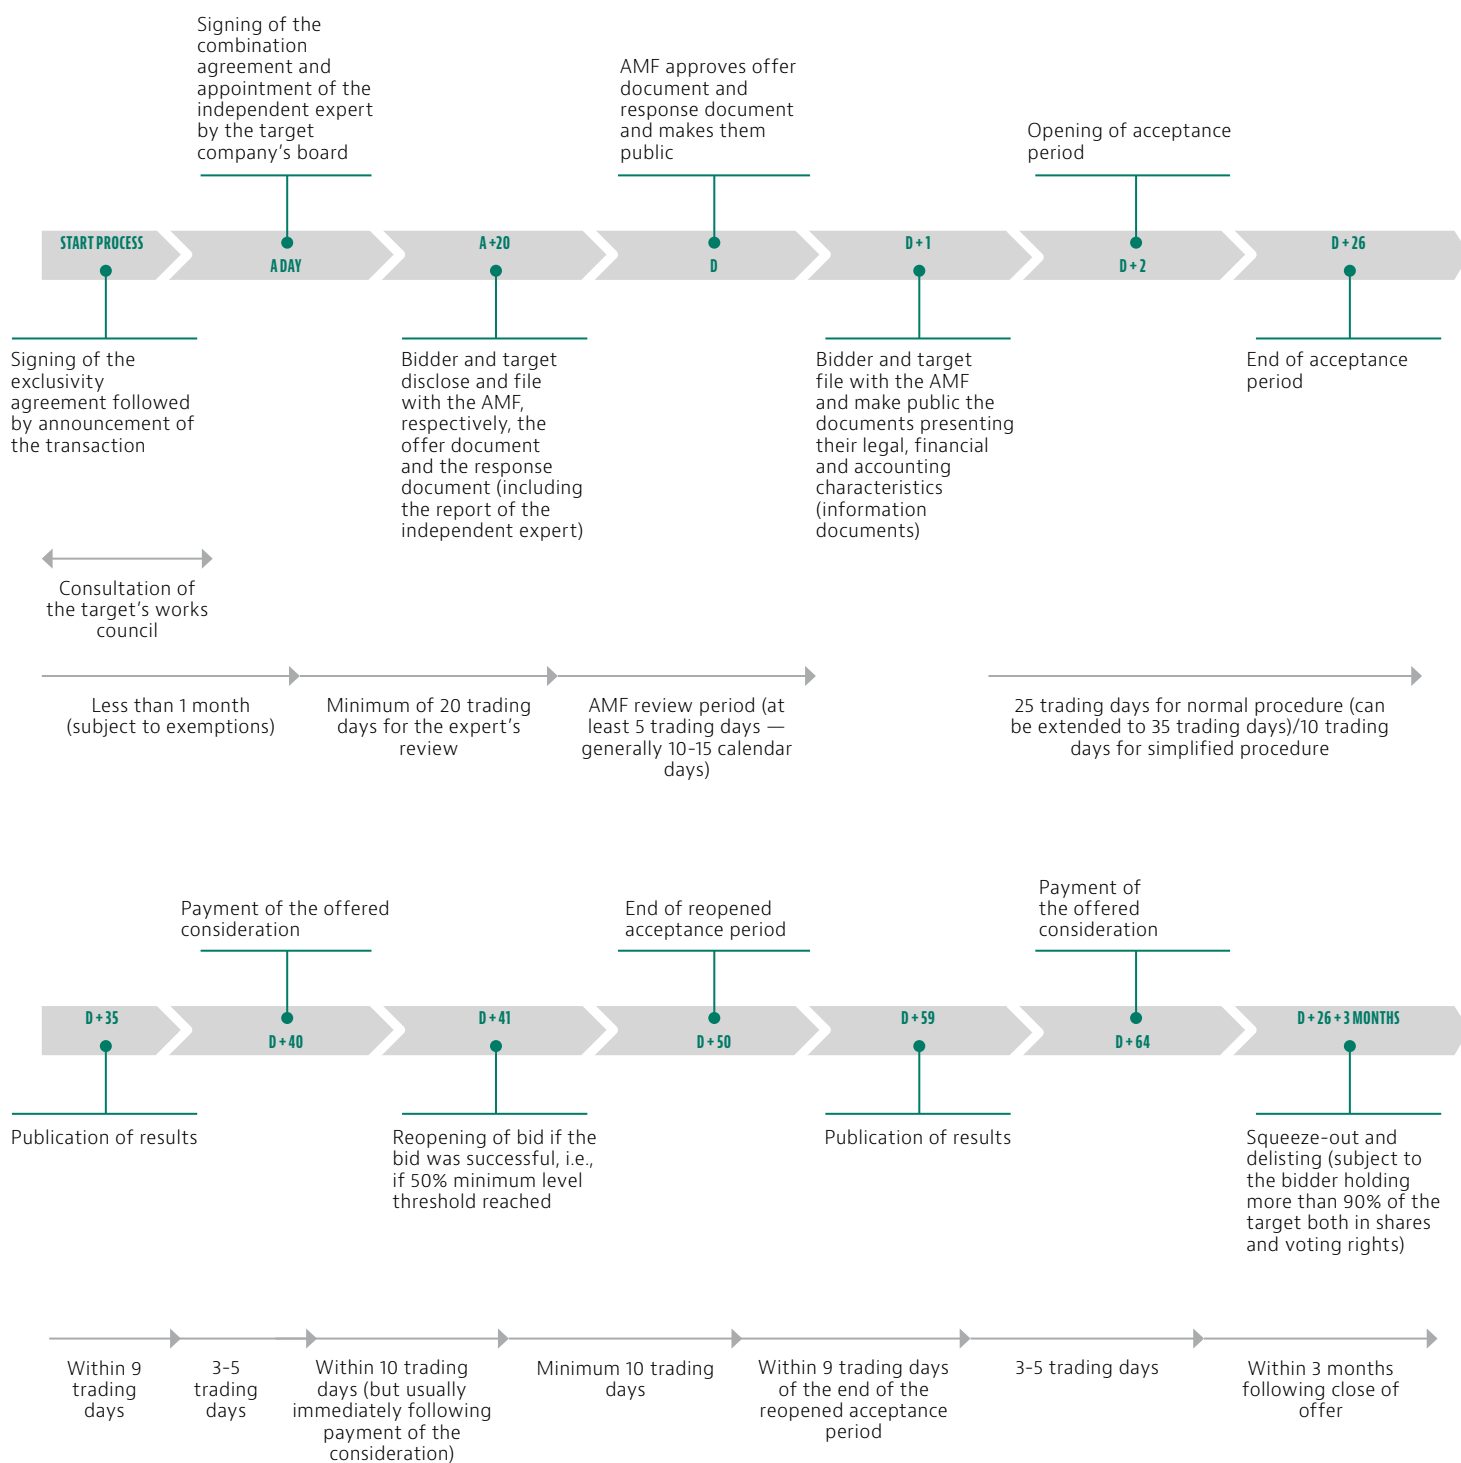 Signing of the
combination
agreement and
appointment of the
independent expert
by the target
company's board
AMF approves offer
document and
response document
and makes them
public
Opening of acceptance
period
START PROCESS
A DAY
A +20
D
D + 1
D + 2
D + 26
Signing of the
exclusivity
agreement followed
by announcement of
the transaction
Bidder and target
disclose and file
with the AMF,
respectively, the
offer document
and the response
document (including
the report of the
independent expert)
Bidder and target
file with the AMF
and make public the
documents presenting
their legal, financial
and accounting
characteristics
(information
documents)
End of acceptance
period
Consultation of
the target's works
council
Less than 1 month
(subject to exemptions)
Minimum of 20 trading
days for the expert's
review
AMF review period (at
least 5 trading days —
generally 10-15 calendar
days)
25 trading days for normal procedure (can
be extended to 35 trading days)/10 trading
days for simplified procedure
Payment of the offered
consideration
End of reopened
acceptance period
Payment of
the offered
consideration
D + 35
D + 40
D + 41
D + 50
D + 59
D + 64
D + 26 + 3 MONTHS
Publication of results
Reopening of bid if the
bid was successful, i.e.,
if 50% minimum level
threshold reached
Publication of results
Squeeze-out and
delisting (subject to
the bidder holding
more than 90% of the
target both in shares
and voting rights)
Within 9
trading
days
3-5
trading
days
Within 10 trading
days (but usually
immediately following
payment of the
consideration)
Minimum 10 trading
days
Within 9 trading days
of the end of the
reopened acceptance
period
3-5 trading days
Within 3 months
following close of
offer